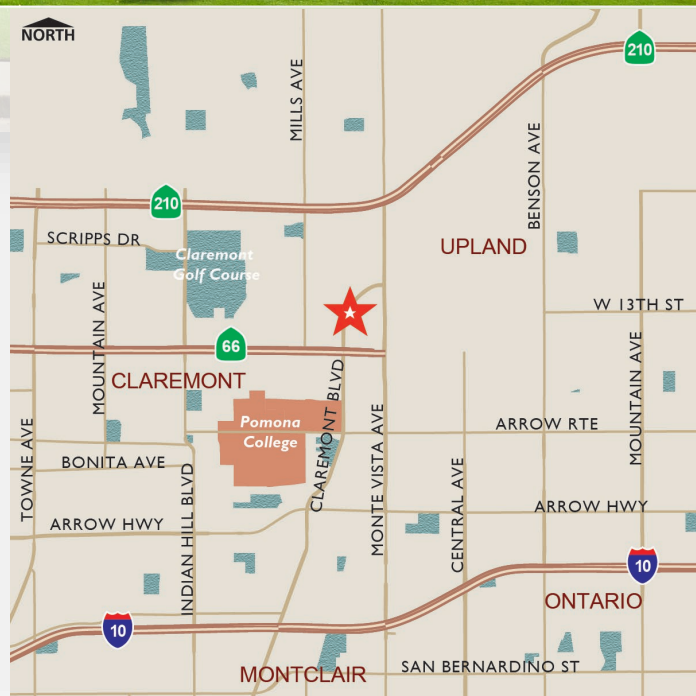 NORTH
210
MILLS AVE
BENSON AVE
210
SCRIPPS DR
Claremont
Golf Course
UPLAND
MOUNTAIN AVE
W 13TH ST
66
CLAREMONT
MOUNTAIN AVE
CLAREMONT BLVD
Pomona
College
ARROW RTE
TOWNE AVE
MONTE VISTA AVE
BONITA AVE
INDIAN HILL BLVD
CENTRAL AVE
ARROW HWY
ARROW HWY
10
ONTARIO
10
MONTCLAIR
SAN BERNARDINO ST